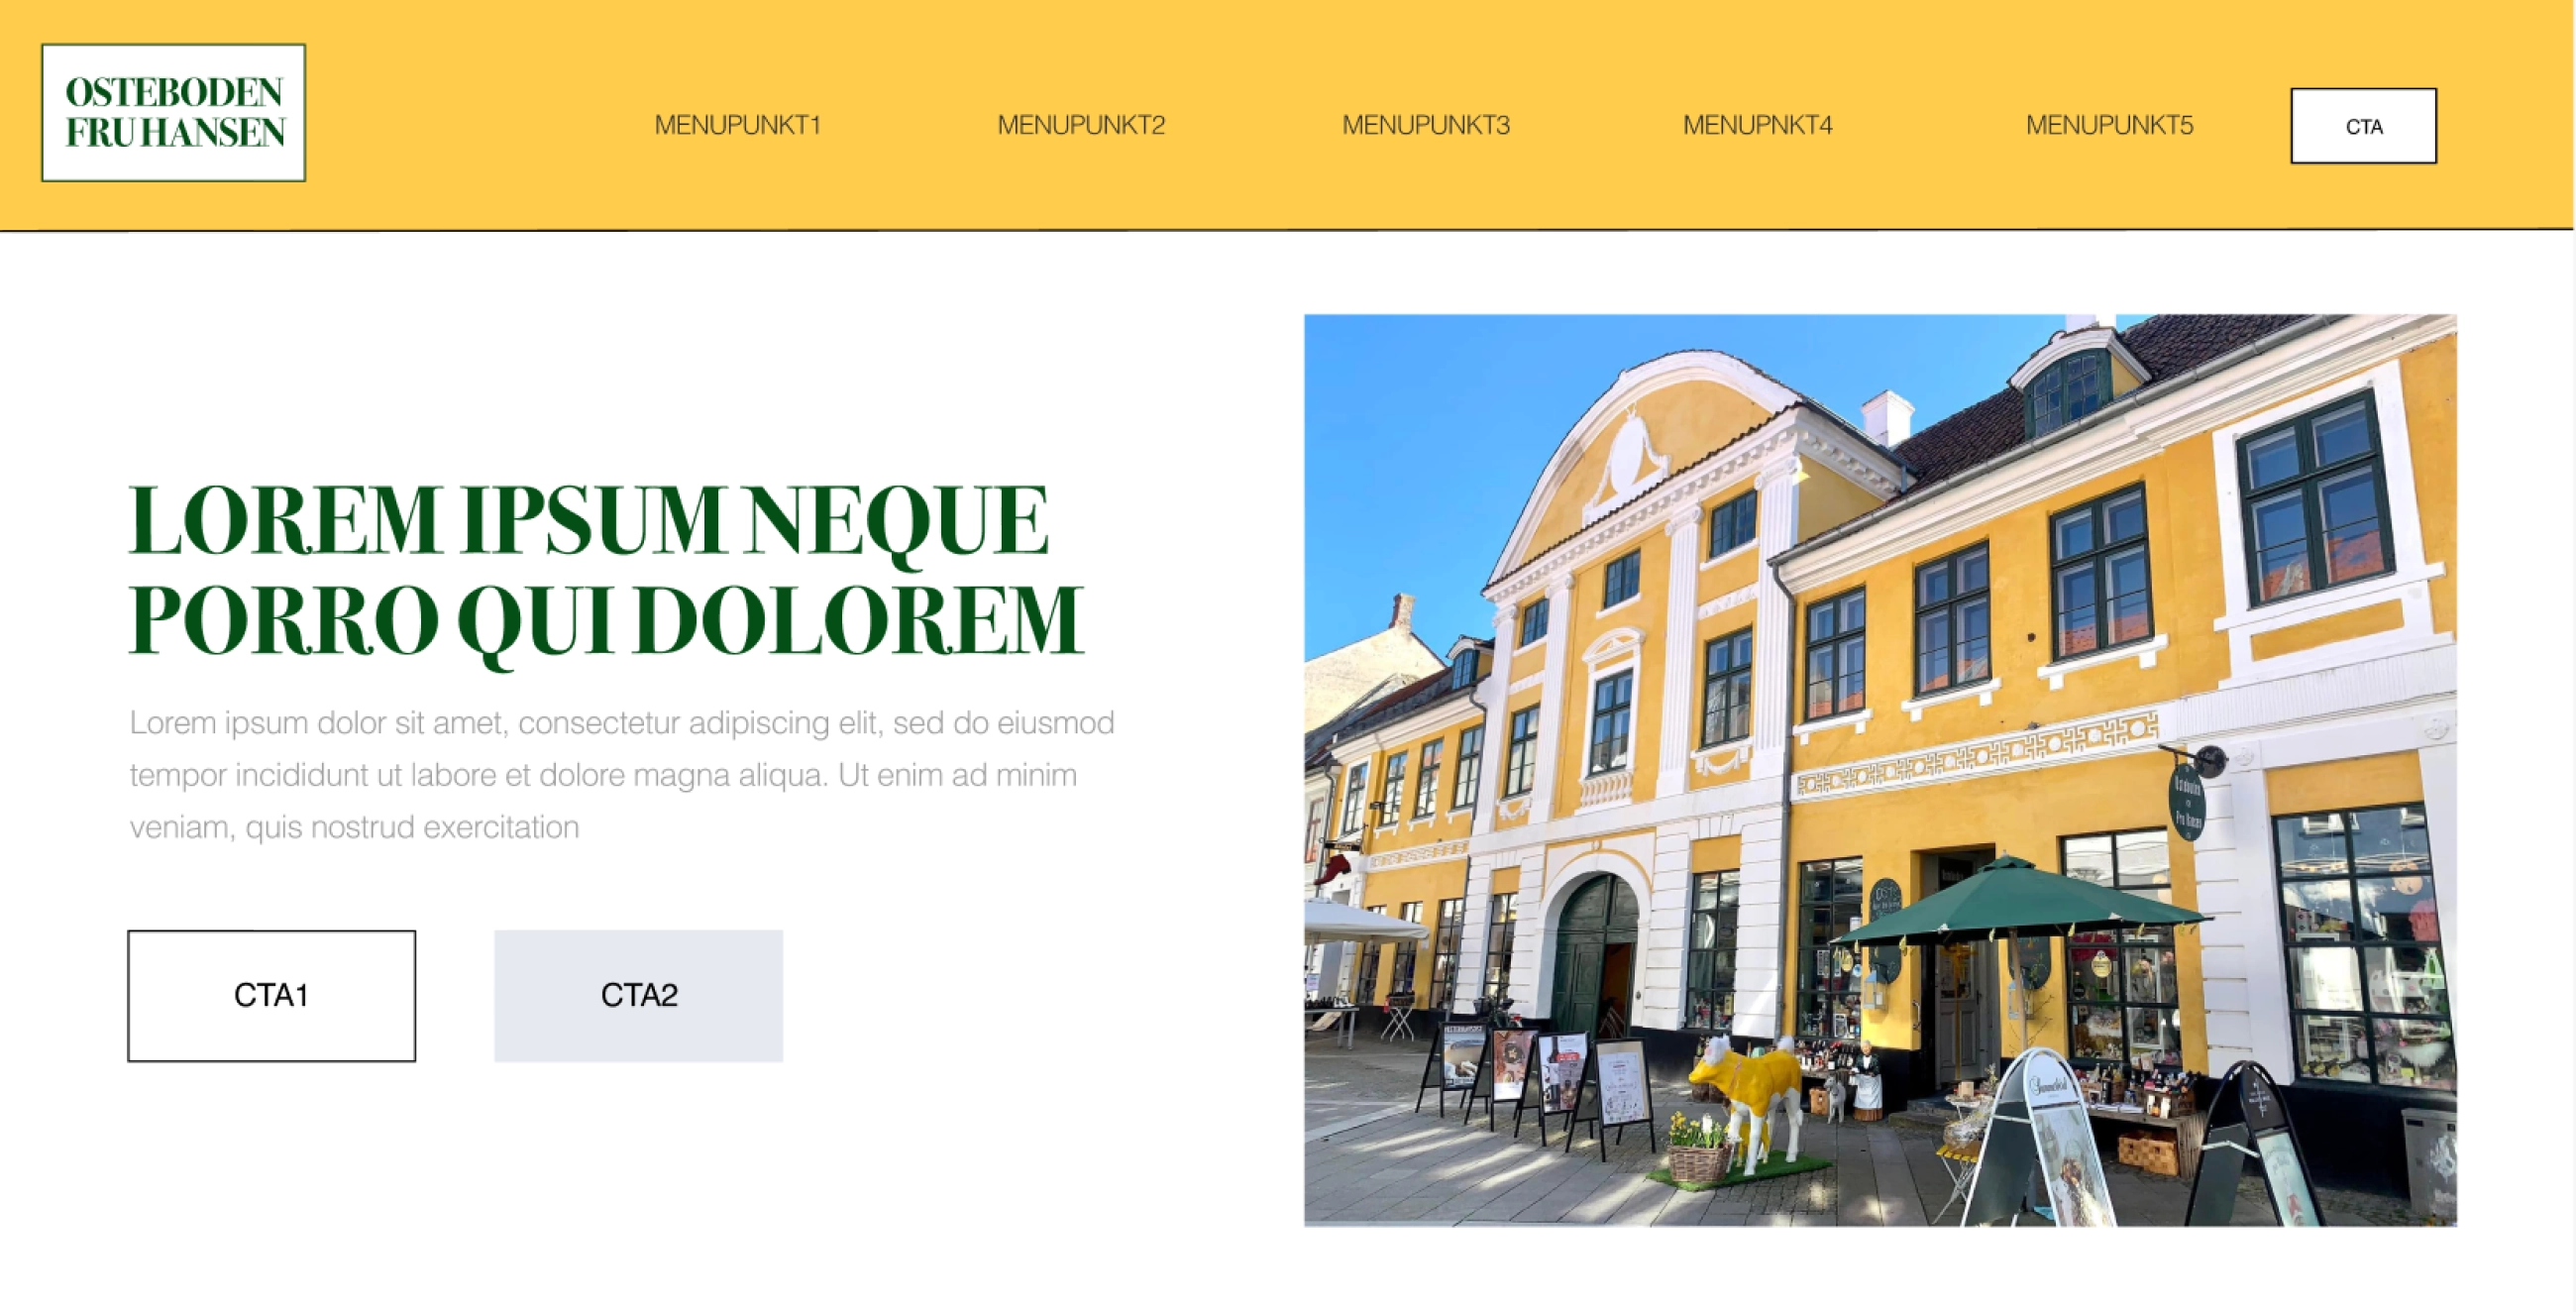 OSTEBODEN
FRU HANSEN
MENUPUNKT1
MENUPUNKT2
MENUPUNKT3
MENUPNKT4
MENUPUNKT5
CTA
LOREM IPSUM NEQUE
PORRO QUI DOLOREM
Lorem ipsum dolor sit amet, consectetur adipiscing elit, sed do eiusmod
tempor incididunt ut labore et dolore magna aliqua. Ut enim ad minim
veniam, quis nostrud exercitation
CTA1
CTA2